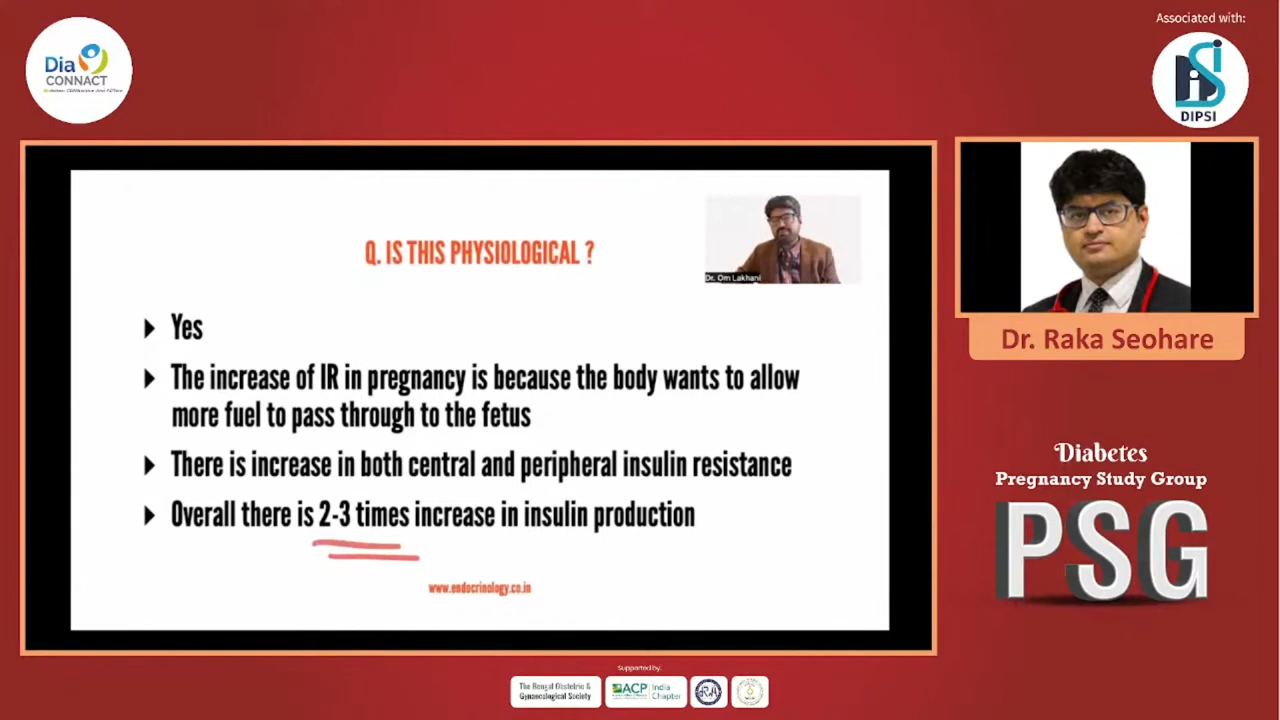 Associated with:
Dia
CONNACT
DIPSI
Q. IS THIS PHYSIOLOGICAL ?
Dr. Om Lakhani
▶ Yes
▶ The increase of IR in pregnancy is because the body wants to allow
more fuel to pass through to the fetus
▶ There is increase in both central and peripheral insulin resistance
▶ Overall there is 2-3 times increase in insulin production
www.endocrinology.co.in
Dr. Raka Seohare
Diabetes
Pregnancy Study Group
PSG
Supported by:
The Bengal Obstetric &
Gynaecological Society
ACP
India
Chapter